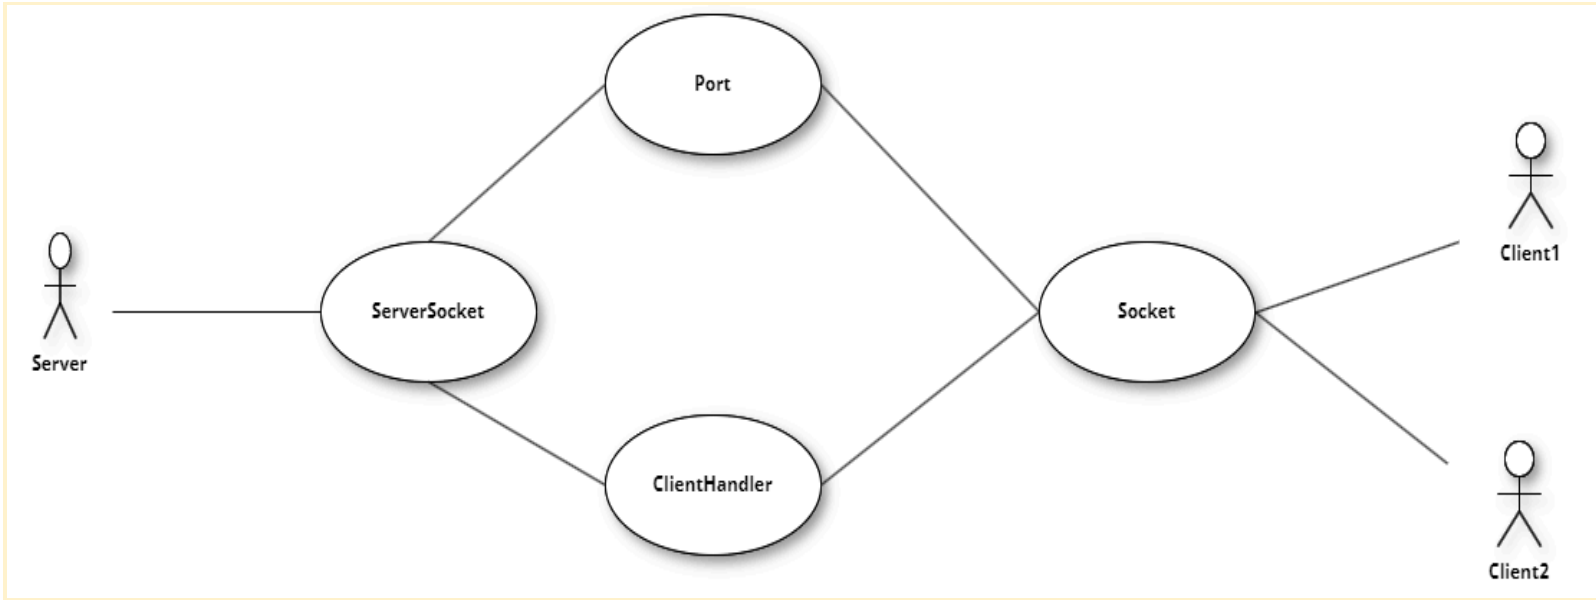 Port
Client1
ServerSocket
Socket
Server
ClientHandler
Client2